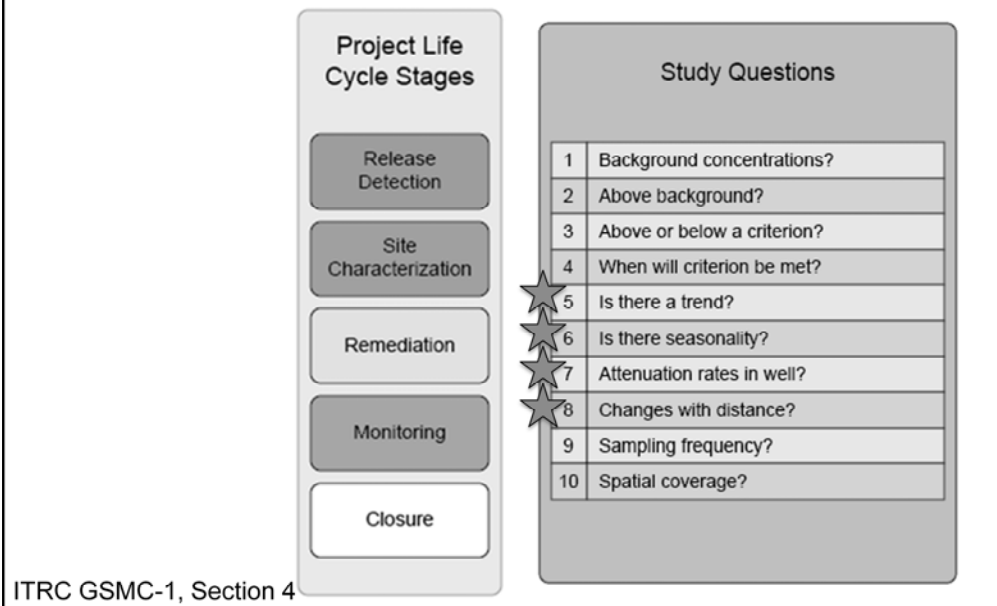 Project Life
Cycle Stages
Release
Detection
Site
Characterization
Remediation
Monitoring
Closure
Study Questions
1 Background concentrations?
2 Above background?
3 Above or below a criterion?
4 When will criterion be met?
5 Is there a trend?
6 Is there seasonality?
7 Attenuation rates in well?
8 Changes with distance?
9 Sampling frequency?
10 Spatial coverage?
ITRC GSMC-1, Section 4